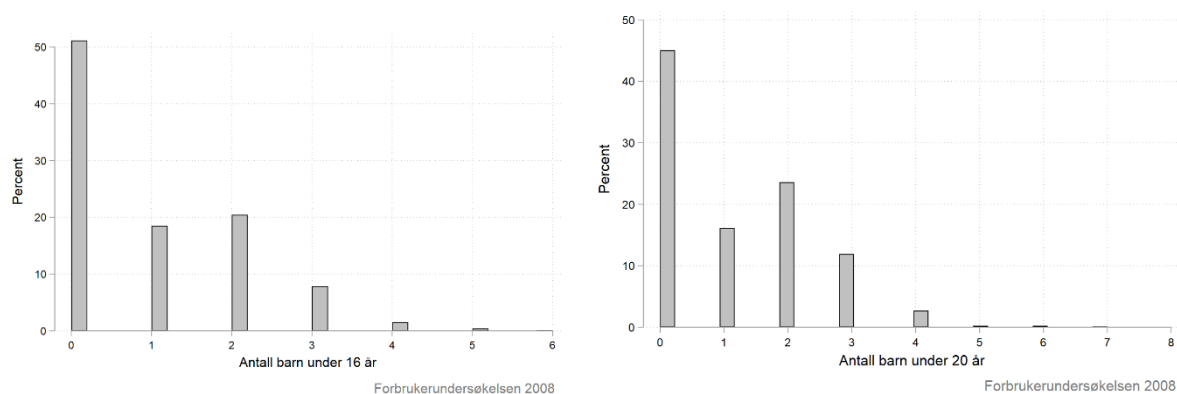 Percent
50
40
30
20
10
0
0 1 2 3 4 5 6
Antall barn under 16 år
Forbrukerundersøkelsen 2008
Percent
50
40
30
20
10
0
0 1 2 3 4 5 6 7 8
Antall barn under 20 år
Forbrukerundersøkelsen 2008